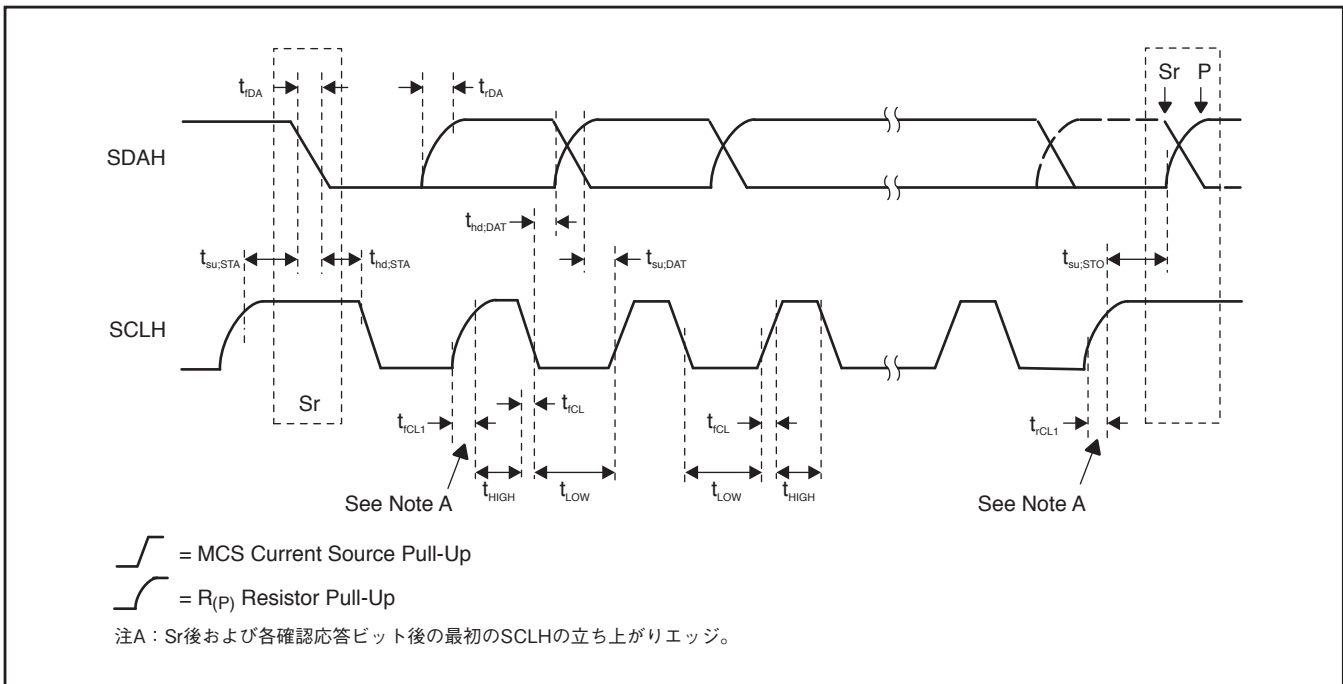 Sr P
tfDA
trDA
SDAH
thd;DAT
tsu;STA
thd;STA
tsu;DAT
tsu;STO
SCLH
Sr
tfCL
tfCL1
tfCL
trCL1
tHIGH
tLOW
tLOW
tHIGH
See Note A
See Note A
= MCS Current Source Pull-Up
= R(P) Resistor Pull-Up
注A：Sr後および各確認応答ビット後の最初のSCLHの立ち上がりエッジ。